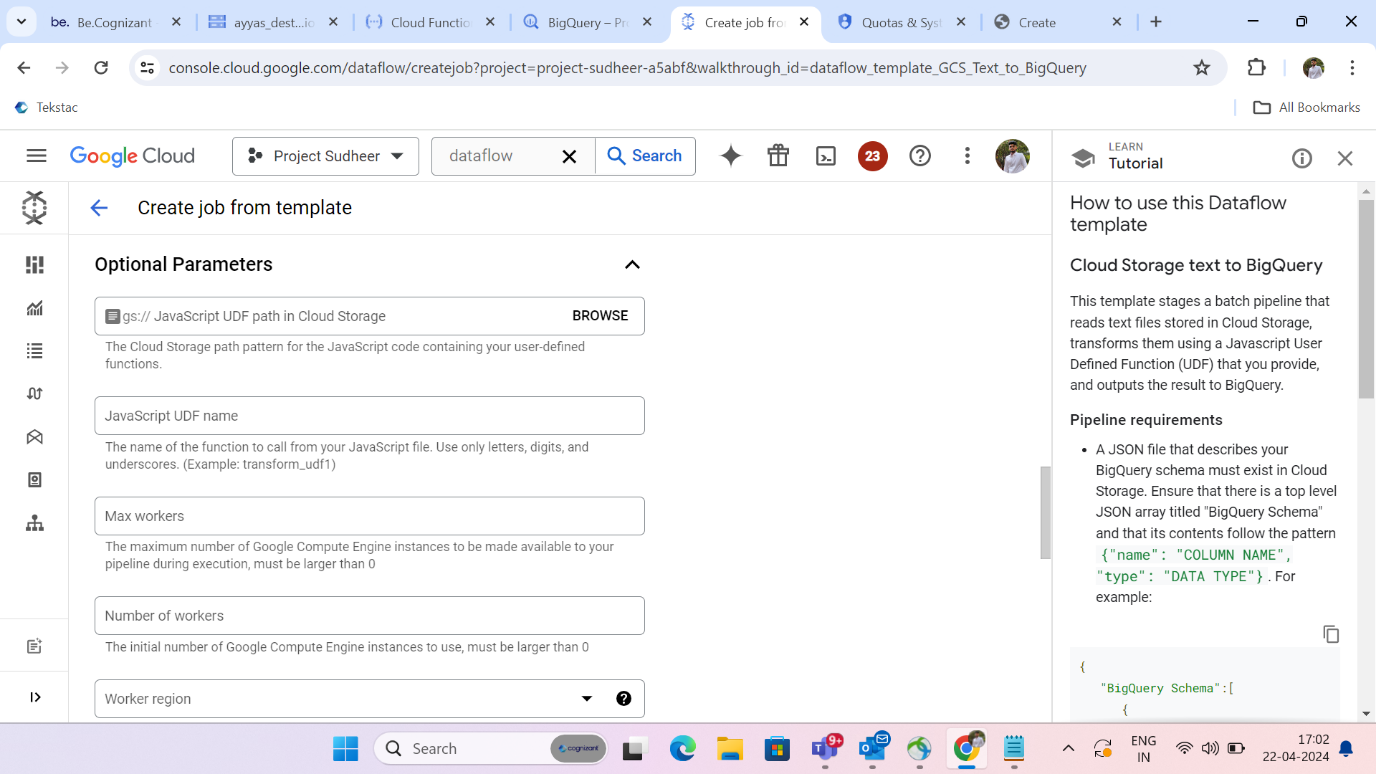 be. Be.Cognizant
ayyas_dest...ic
Cloud Functio
BigQuery – Pr
Create job fro
Quotas & Syst
Create
console.cloud.google.com/dataflow/createjob?project=project-sudheer-a5abf&walkthrough_id=dataflow_template_GCS_Text_to_BigQuery
Tekstac
All Bookmarks
Google Cloud
Project Sudheer
dataflow
Search
23
Create job from template
Optional Parameters
gs:// JavaScript UDF path in Cloud Storage
BROWSE
The Cloud Storage path pattern for the JavaScript code containing your user-defined
functions.
JavaScript UDF name
The name of the function to call from your JavaScript file. Use only letters, digits, and
underscores. (Example: transform_udf1)
Max workers
The maximum number of Google Compute Engine instances to be made available to your
pipeline during execution, must be larger than 0
Number of workers
The initial number of Google Compute Engine instances to use, must be larger than 0
Worker region
LEARN
Tutorial
How to use this Dataflow
template
Cloud Storage text to BigQuery
This template stages a batch pipeline that
reads text files stored in Cloud Storage,
transforms them using a Javascript User
Defined Function (UDF) that you provide,
and outputs the result to BigQuery.
Pipeline requirements
• A JSON file that describes your
BigQuery schema must exist in Cloud
Storage. Ensure that there is a top level
JSON array titled "BigQuery Schema"
and that its contents follow the pattern
{"name": "COLUMN NAME",
"type": "DATA TYPE"} . For
example:
{
"BigQuery Schema":[
{
Search
cognizant
9+
ENG
IN
17:02
22-04-2024